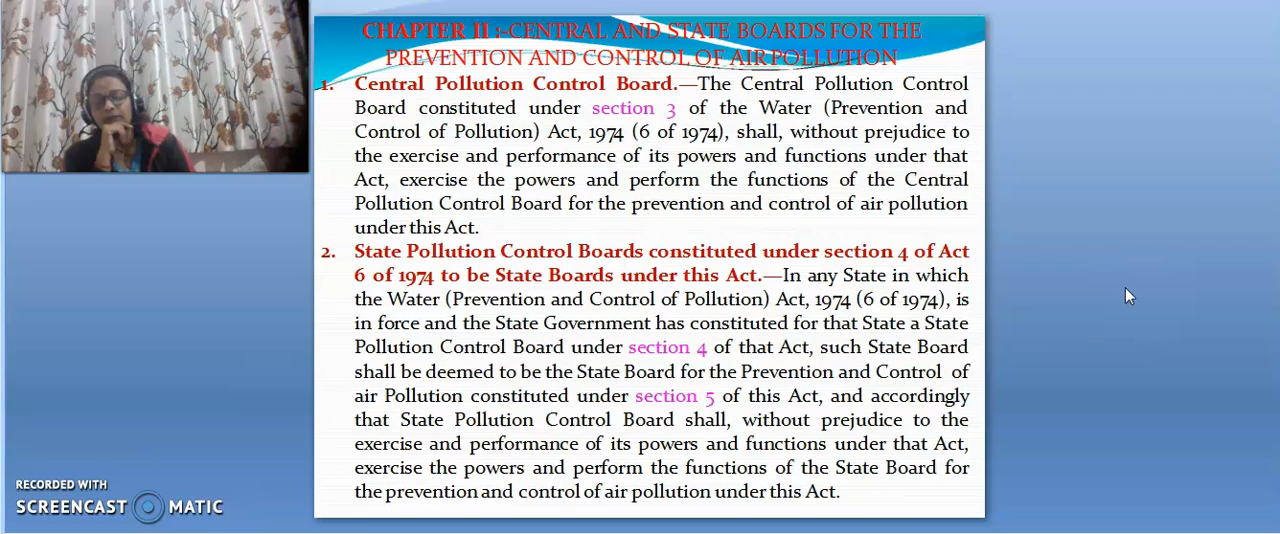 CHAPTER II :-CENTRAL AND STATE BOARDS FOR THE
PREVENTION AND CONTROL OF AIR POLLUTION
1. Central Pollution Control Board.—The Central Pollution Control
Board constituted under section 3 of the Water (Prevention and
Control of Pollution) Act, 1974 (6 of 1974), shall, without prejudice to
the exercise and performance of its powers and functions under that
Act, exercise the powers and perform the functions of the Central
Pollution Control Board for the prevention and control of air pollution
under this Act.
2. State Pollution Control Boards constituted under section 4 of Act
6 of 1974 to be State Boards under this Act.—In any State in which
the Water (Prevention and Control of Pollution) Act, 1974 (6 of 1974), is
in force and the State Government has constituted for that State a State
Pollution Control Board under section 4 of that Act, such State Board
shall be deemed to be the State Board for the Prevention and Control of
air Pollution constituted under section 5 of this Act, and accordingly
that State Pollution Control Board shall, without prejudice to the
exercise and performance of its powers and functions under that Act,
exercise the powers and perform the functions of the State Board for
the prevention and control of air pollution under this Act.
RECORDED WITH
SCREENCAST MATIC